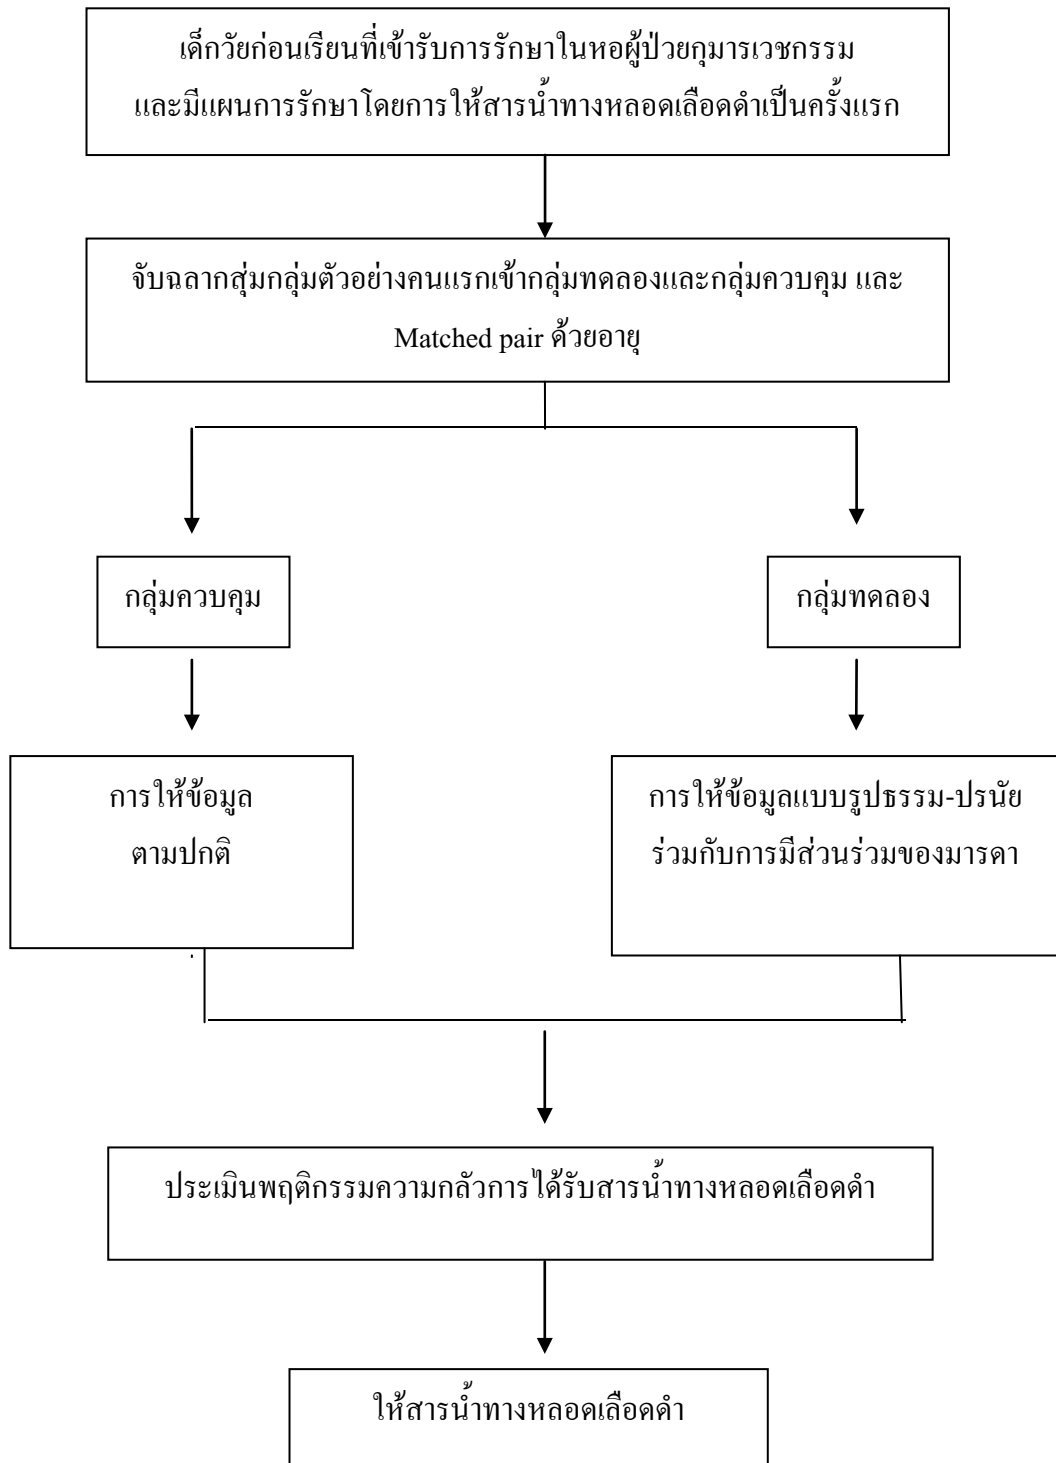 เด็กวัยก่อนเรียนที่เข้ารับการรักษาในหอผู้ป่วยกุมารเวชกรรม
และมีแผนการรักษาโดยการให้สารน้ำทางหลอดเลือดดำเป็นครั้งแรก
จับฉลากสุ่มกลุ่มตัวอย่างคนแรกเข้ากลุ่มทดลองและกลุ่มควบคุม และ
Matched pair ด้วยอายุ
กลุ่มควบคุม
กลุ่มทดลอง
การให้ข้อมูล
ตามปกติ
การให้ข้อมูลแบบรูปธรรม-ปรนัย
ร่วมกับการมีส่วนร่วมของมารดา
ประเมินพฤติกรรมความกลัวการได้รับสารน้ำทางหลอดเลือดดำ
ให้สารน้ำทางหลอดเลือดดำ